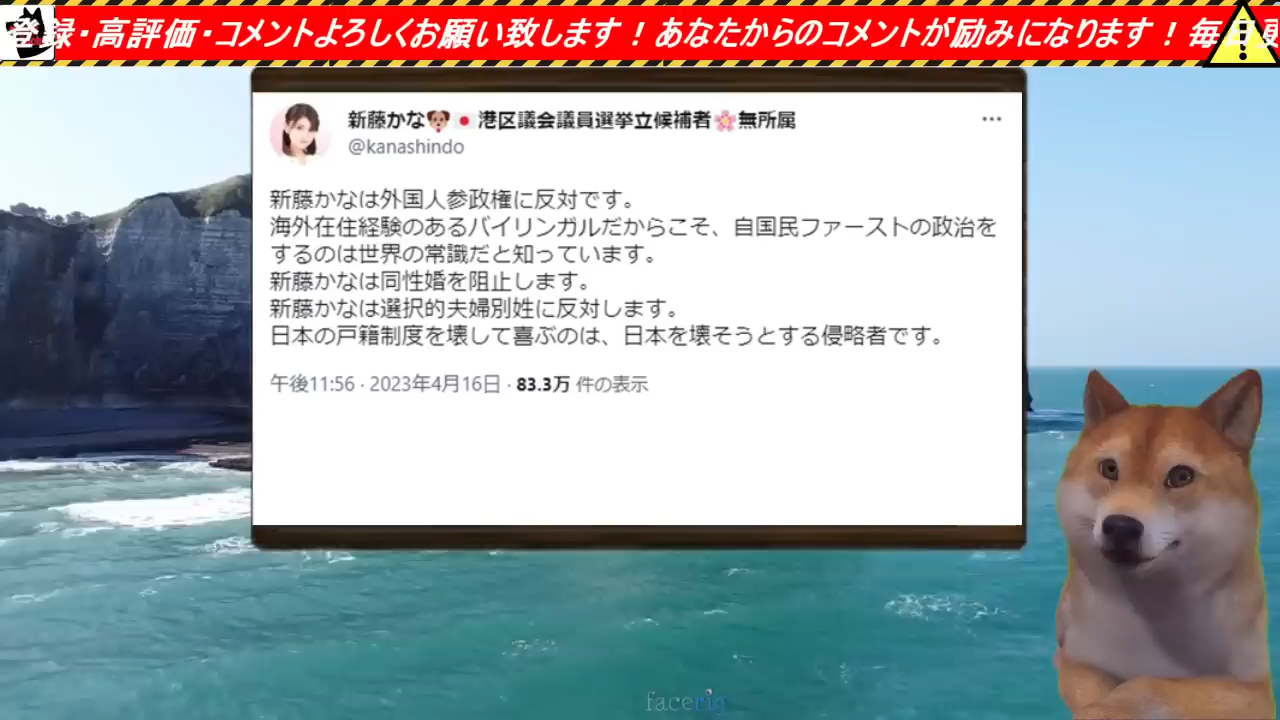 登録・高評価・コメントよろしくお願い致します！あなたからのコメントが励みになります！毎日更
新藤かな🐶🇯🇵港区議会議員選挙立候補者🌸無所属
@kanashindo
新藤かなは外国人参政権に反対です。
海外在住経験のあるバイリンガルだからこそ、自国民ファーストの政治を
するのは世界の常識だと知っています。
新藤かなは同性婚を阻止します。
新藤かなは選択的夫婦別姓に反対します。
日本の戸籍制度を壊して喜ぶのは、日本を壊そうとする侵略者です。
午後11:56 · 2023年4月16日 · 83.3万 件の表示
facerig